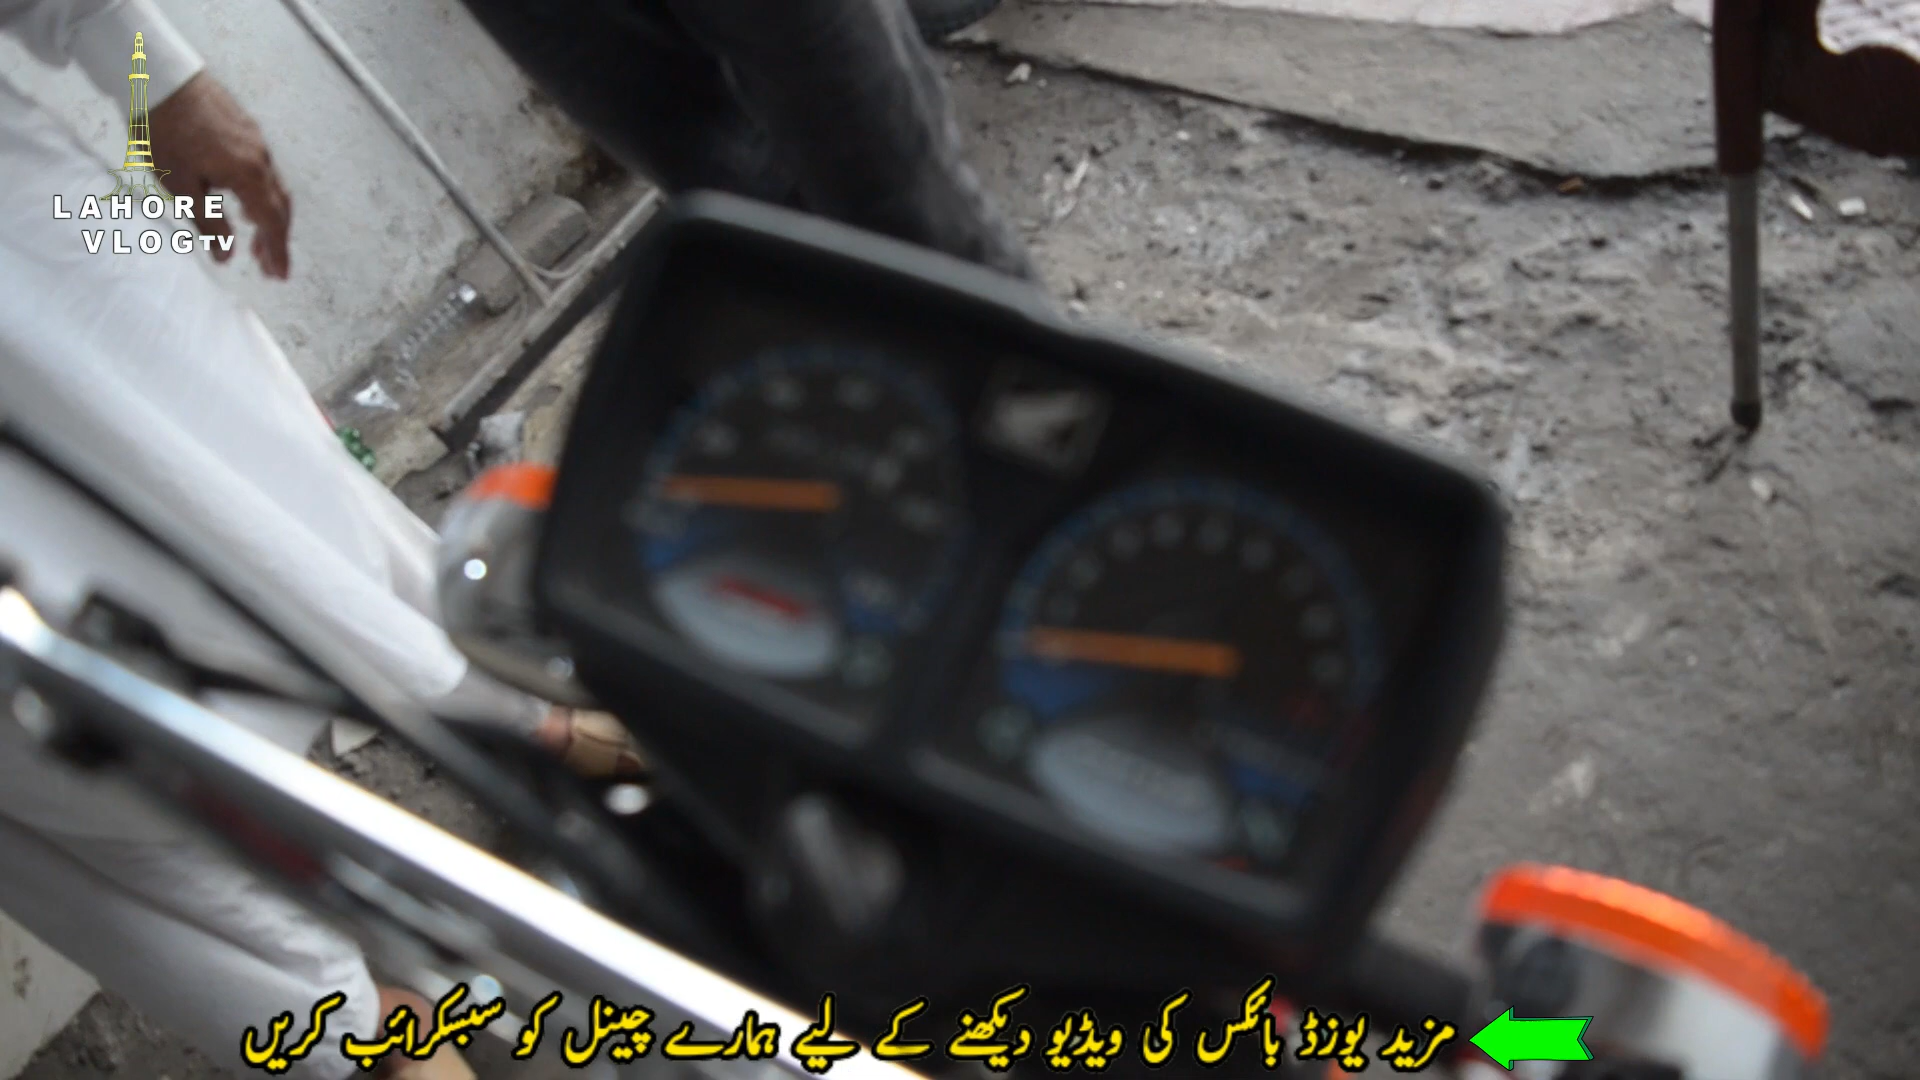 LAHORE
VLOGTV
مزید یوزڈ بائکس کی ویڈیو دیکھنے کے لیے ہمارے چینل کو سبسکرائب کریں